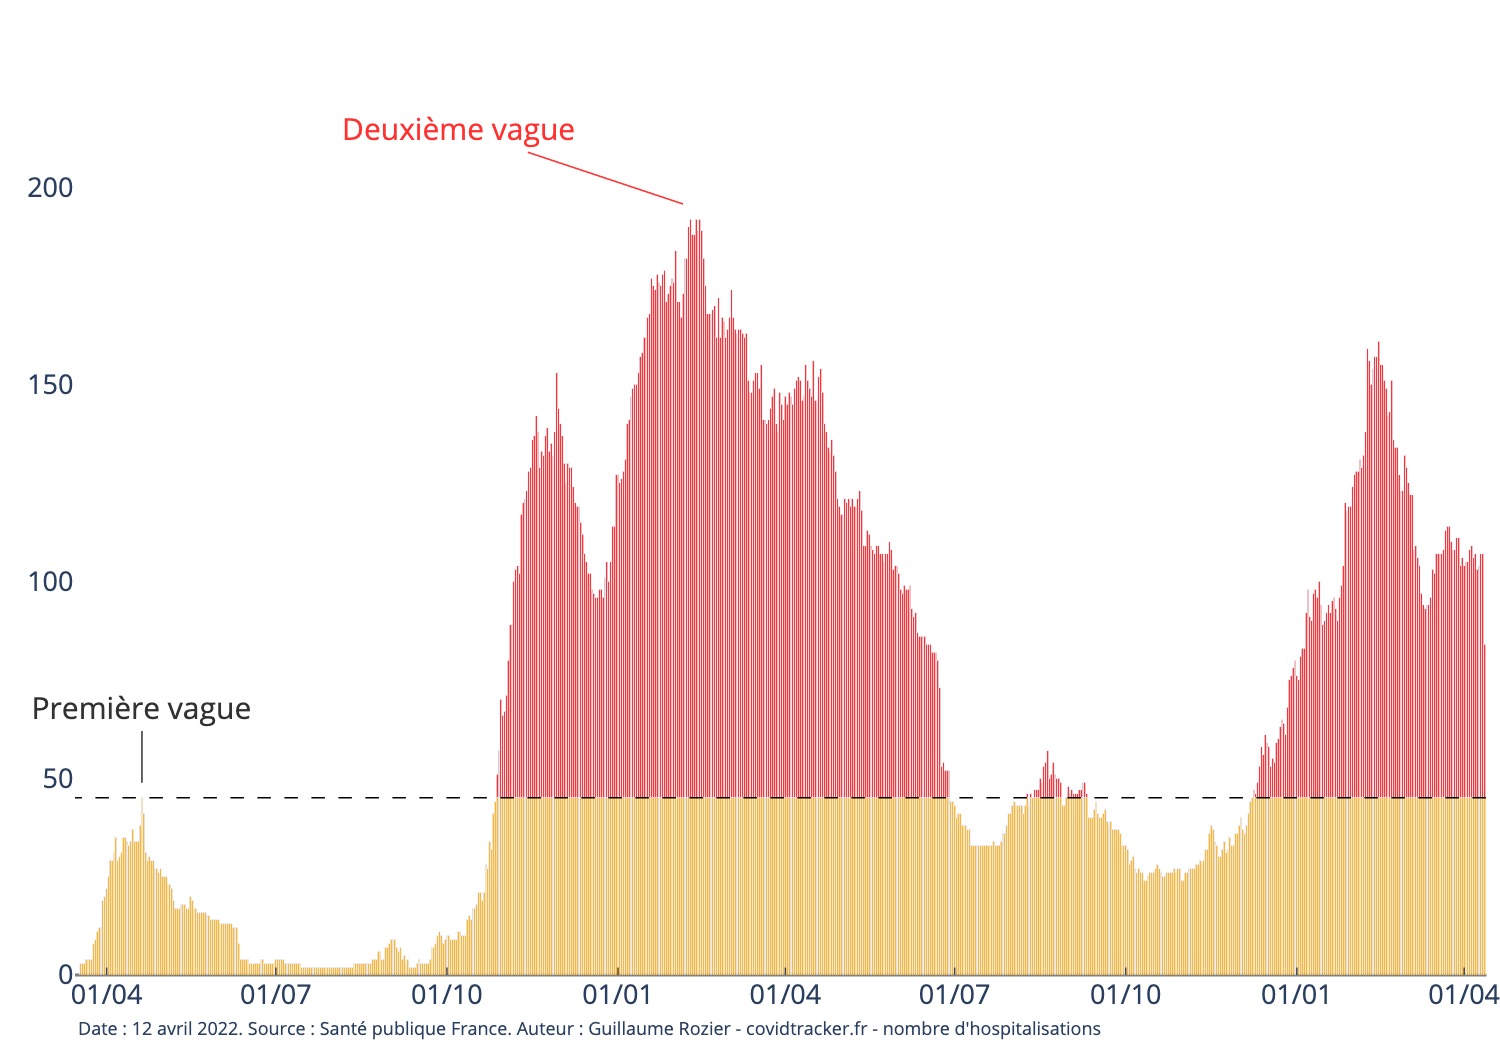 Deuxième vague
200
150
100
Première vague
50
0
01/04 01/07 01/10 01/01 01/04 01/07 01/10 01/01 01/04
Date : 12 avril 2022. Source : Santé publique France. Auteur : Guillaume Rozier - covidtracker.fr - nombre d'hospitalisations